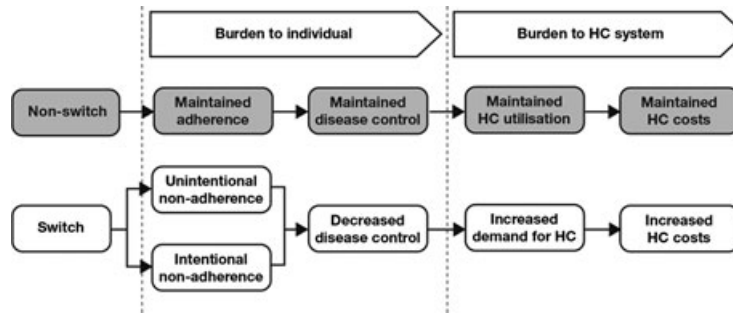 Burden to individual
Burden to HC system
Non-switch
Maintained
adherence
Maintained
disease control
Maintained
HC utilisation
Maintained
HC costs
Switch
Unintentional
non-adherence
Intentional
non-adherence
Decreased
disease control
Increased
demand for HC
Increased
HC costs